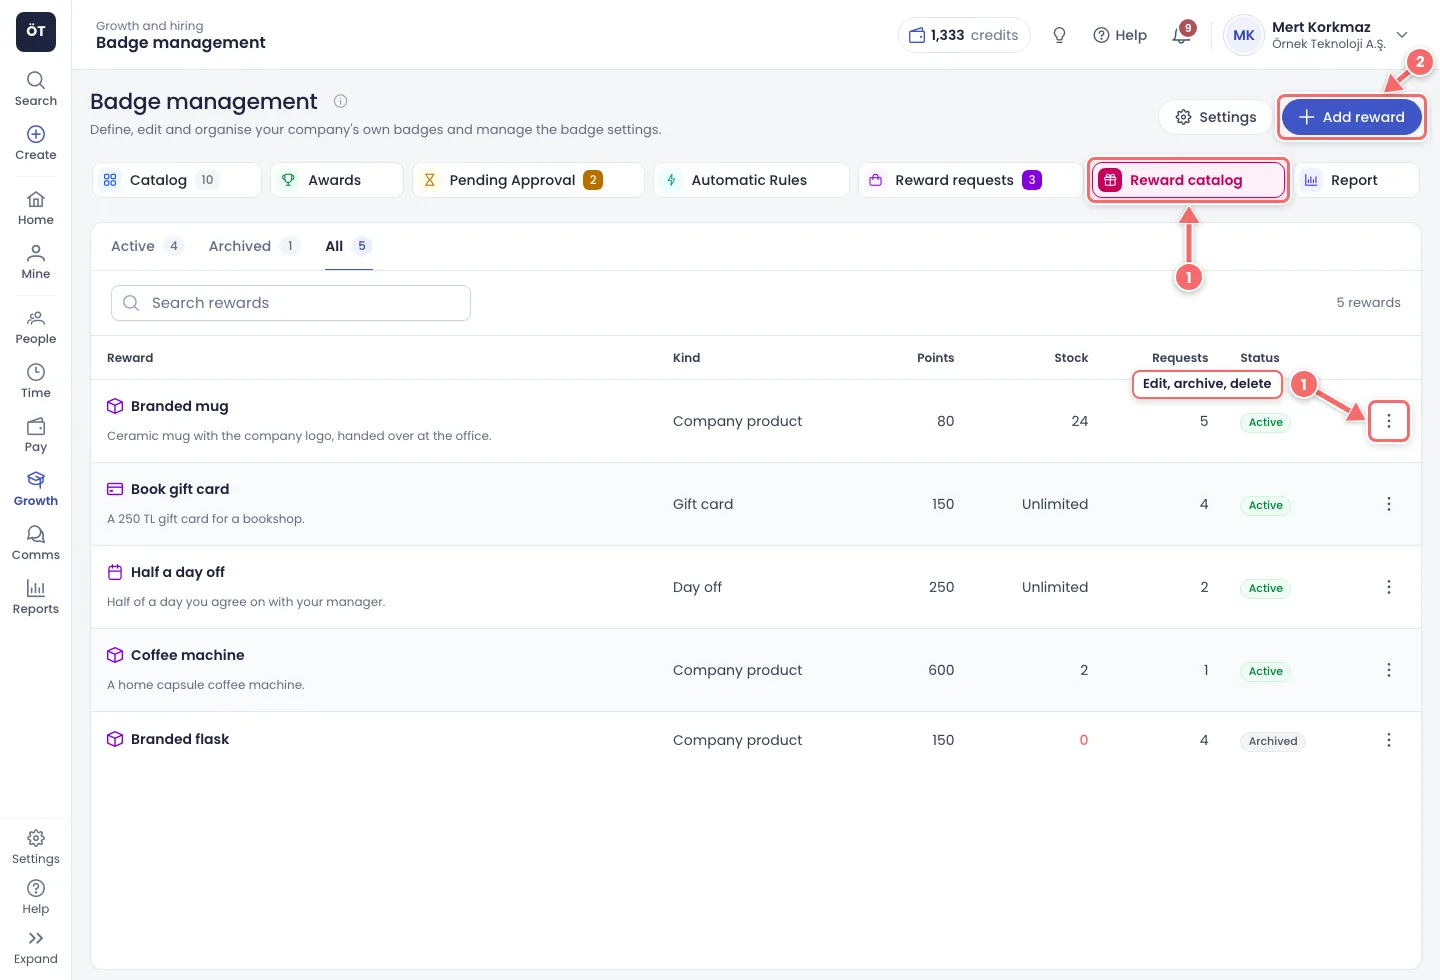 ÖT
Search
Create
Home
Mine
People
Time
Pay
Growth
Comms
Reports
Settings
Help
Expand
Growth and hiring
Badge management
1,333 credits
Help
9
MK
Mert Korkmaz
Örnek Teknoloji A.Ş.
2
Badge management
Define, edit and organise your company's own badges and manage the badge settings.
Settings
Add reward
Catalog 10
Awards
Pending Approval 2
Automatic Rules
Reward requests 3
Reward catalog
Report
1
Active 4
Archived 1
All 5
Search rewards
5 rewards
Reward Kind Points Stock Requests Status
Edit, archive, delete
1
Branded mug
Ceramic mug with the company logo, handed over at the office.
Company product 80 24 5 Active
Book gift card
A 250 TL gift card for a bookshop.
Gift card 150 Unlimited 4 Active
Half a day off
Half of a day you agree on with your manager.
Day off 250 Unlimited 2 Active
Coffee machine
A home capsule coffee machine.
Company product 600 2 1 Active
Branded flask
Company product 150 0 4 Archived